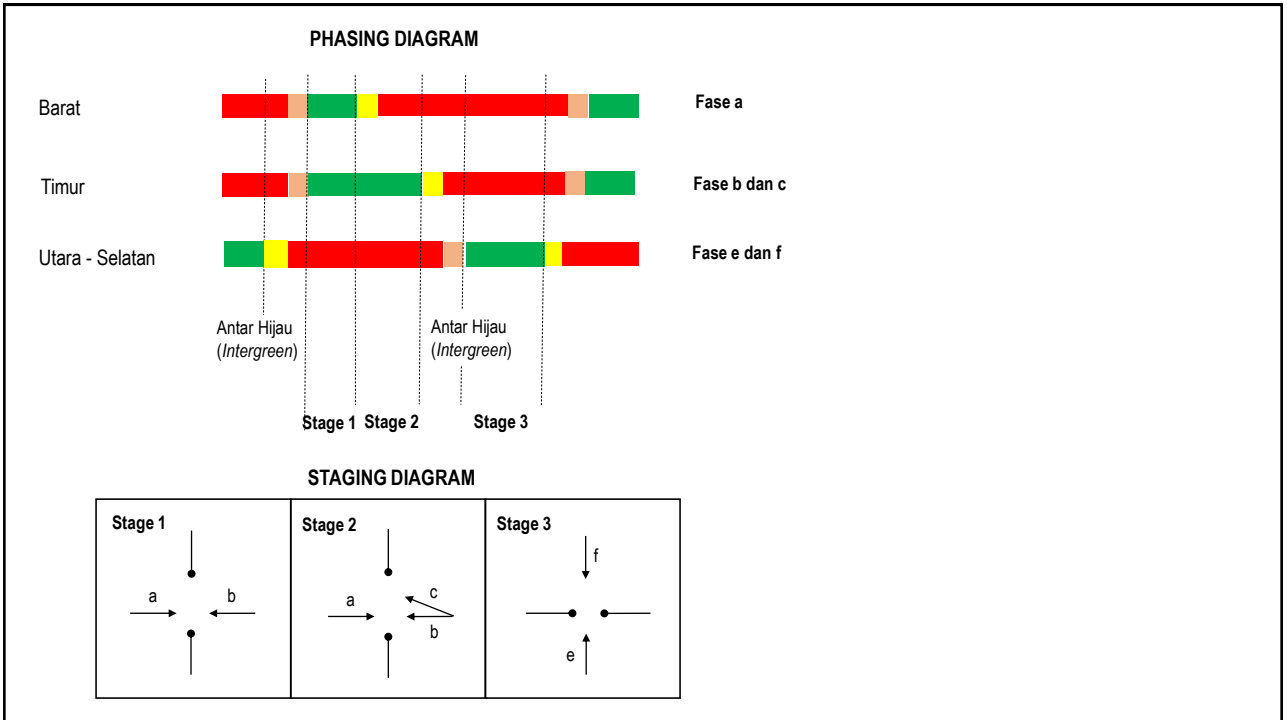 PHASING DIAGRAM
Barat
Fase a
Timur
Fase b dan c
Utara - Selatan
Fase e dan f
Antar Hijau
(Intergreen)
Antar Hijau
(Intergreen)
Stage 1 Stage 2 Stage 3
STAGING DIAGRAM
Stage 1
a b
Stage 2
a c
b
Stage 3
f
e